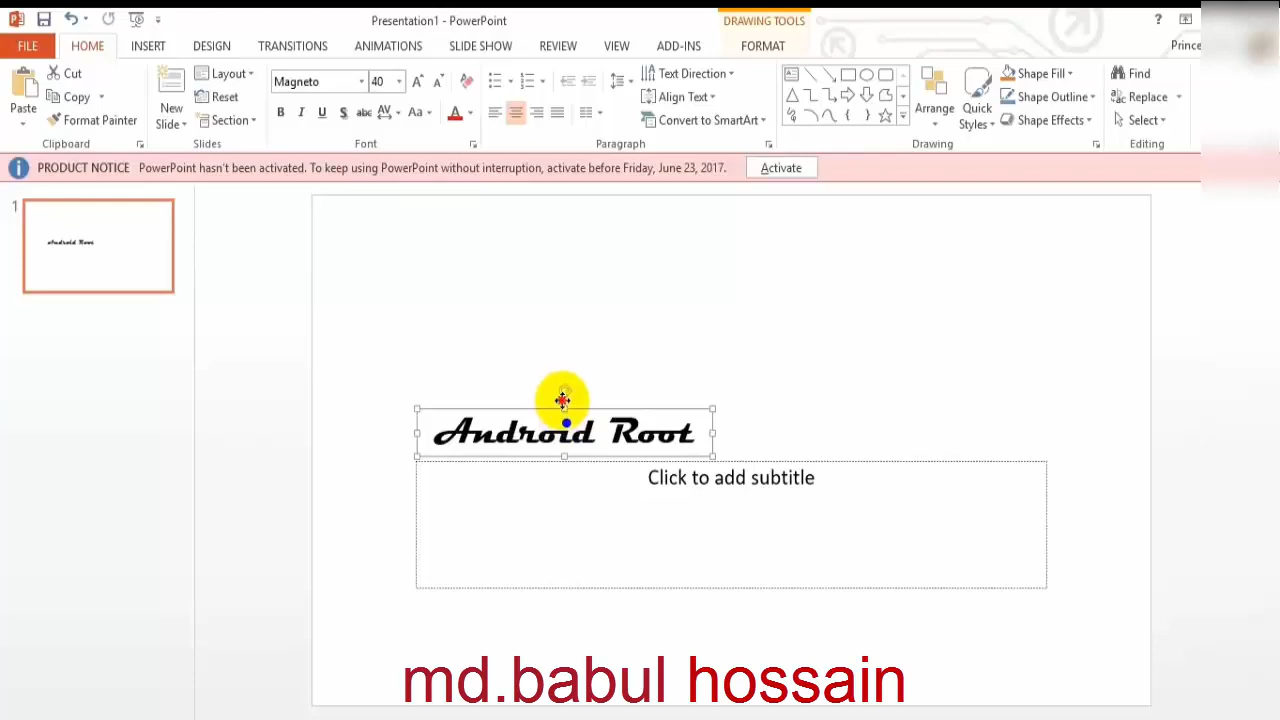 Presentation1 - PowerPoint
DRAWING TOOLS
?
FILE HOME INSERT DESIGN TRANSITIONS ANIMATIONS SLIDE SHOW REVIEW VIEW ADD-INS FORMAT Prince
Paste
Cut
Copy
Format Painter
Clipboard
New Slide
Layout
Reset
Section
Slides
Magneto 40
B I U S abc AV Aa A
Font
Text Direction
Align Text
Convert to SmartArt
Paragraph
Arrange
Quick Styles
Shape Fill
Shape Outline
Shape Effects
Drawing
Find
Replace
Select
Editing
PRODUCT NOTICE PowerPoint hasn't been activated. To keep using PowerPoint without interruption, activate before Friday, June 23, 2017. Activate
1
Android Root
Android Root
Click to add subtitle
md.babul hossain